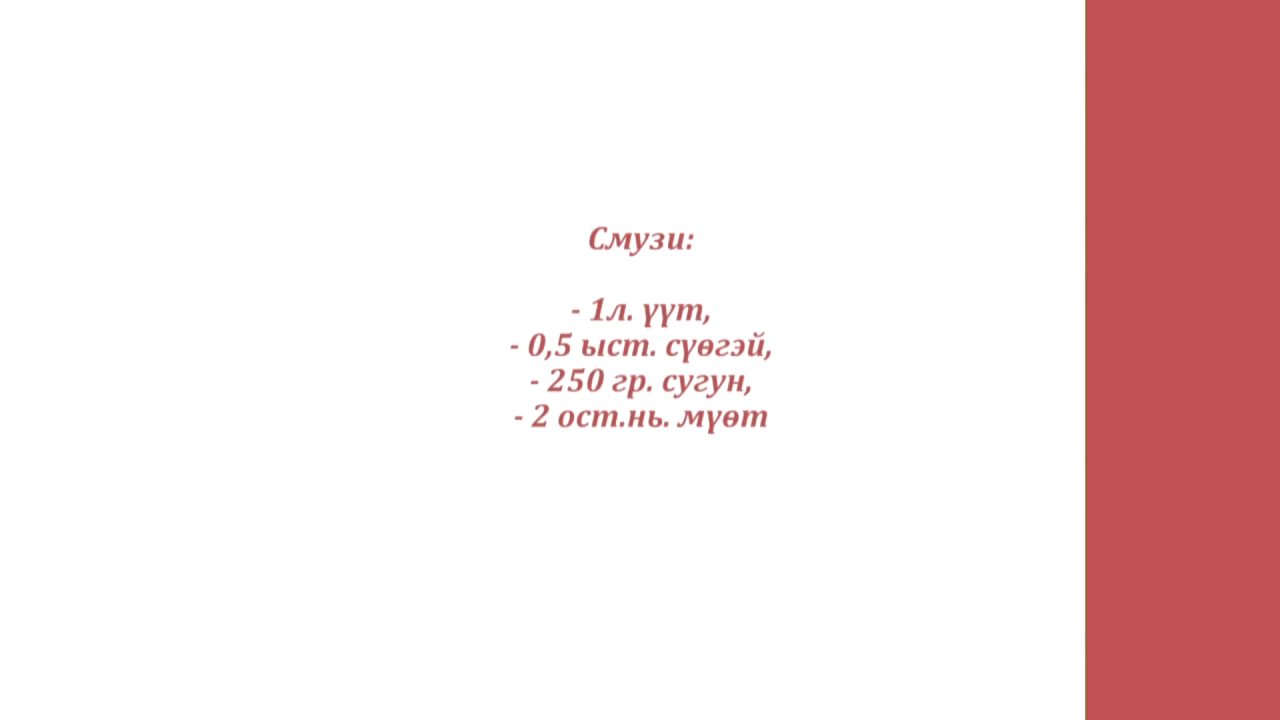 Смузи:
- 1л. үүт,
- 0,5 ыст. сүөгэй,
- 250 гр. сугун,
- 2 ост.нь. мүөт